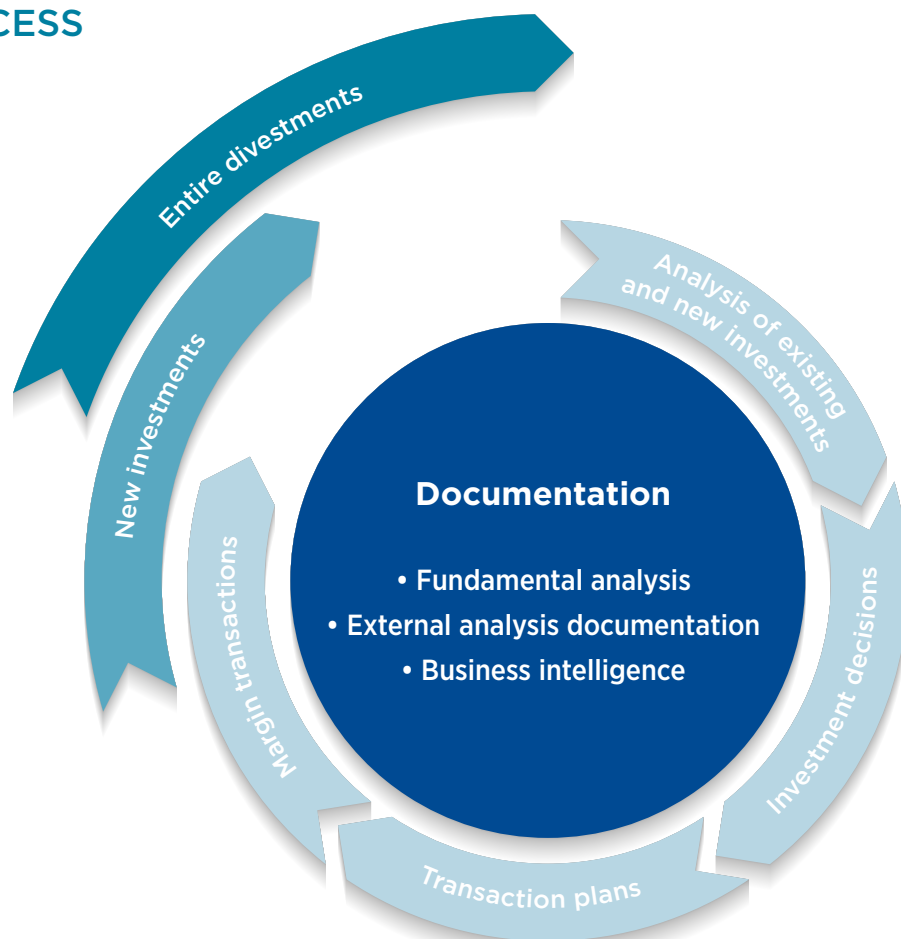 CESS
Entire divestments
New investments
Analysis of existing
and new investments
Documentation
• Fundamental analysis
• External analysis documentation
• Business intelligence
Margin transactions
Investment decisions
Transaction plans